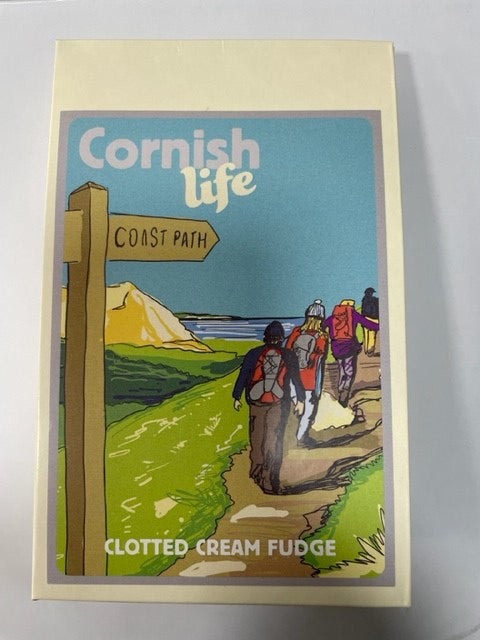 Cornish
life
COAST PATH
CLOTTED CREAM FUDGE